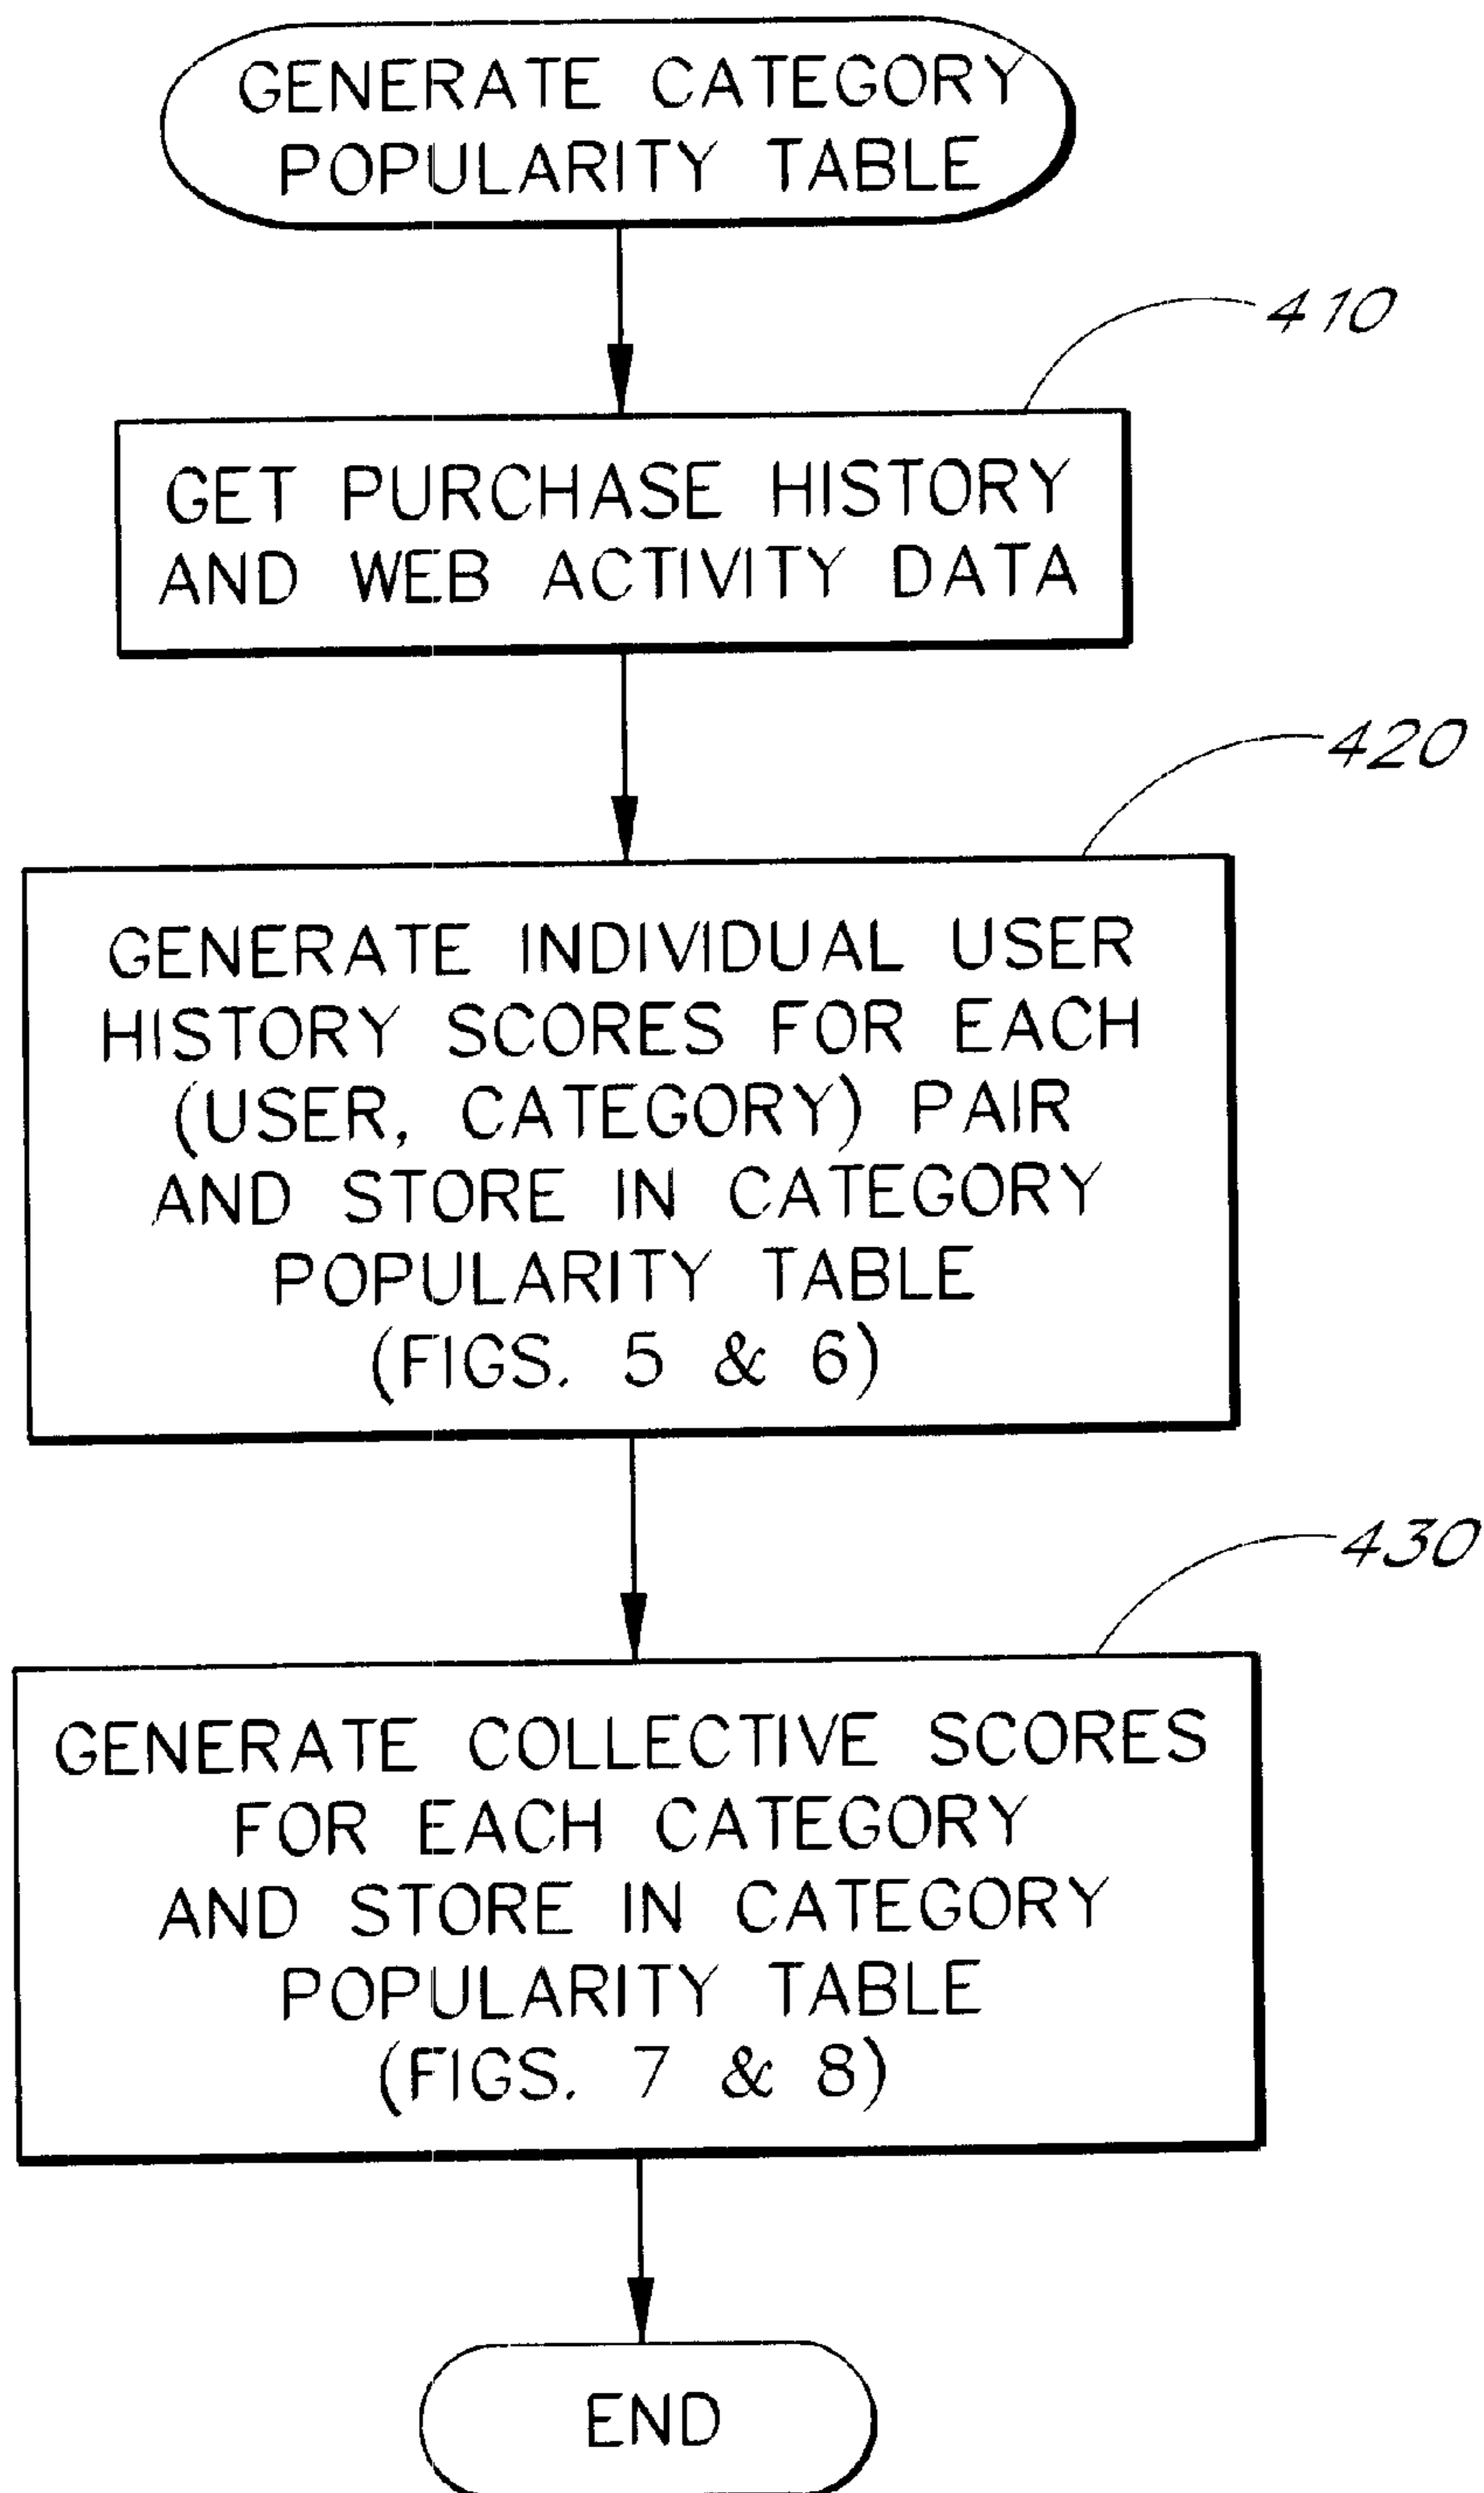 GENERATE CATEGORY
POPULARITY TABLE
410
GET PURCHASE HISTORY
AND WEB ACTIVITY DATA
420
GENERATE INDIVIDUAL USER
HISTORY SCORES FOR EACH
(USER, CATEGORY) PAIR
AND STORE IN CATEGORY
POPULARITY TABLE
(FIGS. 5 & 6)
430
GENERATE COLLECTIVE SCORES
FOR EACH CATEGORY
AND STORE IN CATEGORY
POPULARITY TABLE
(FIGS. 7 & 8)
END